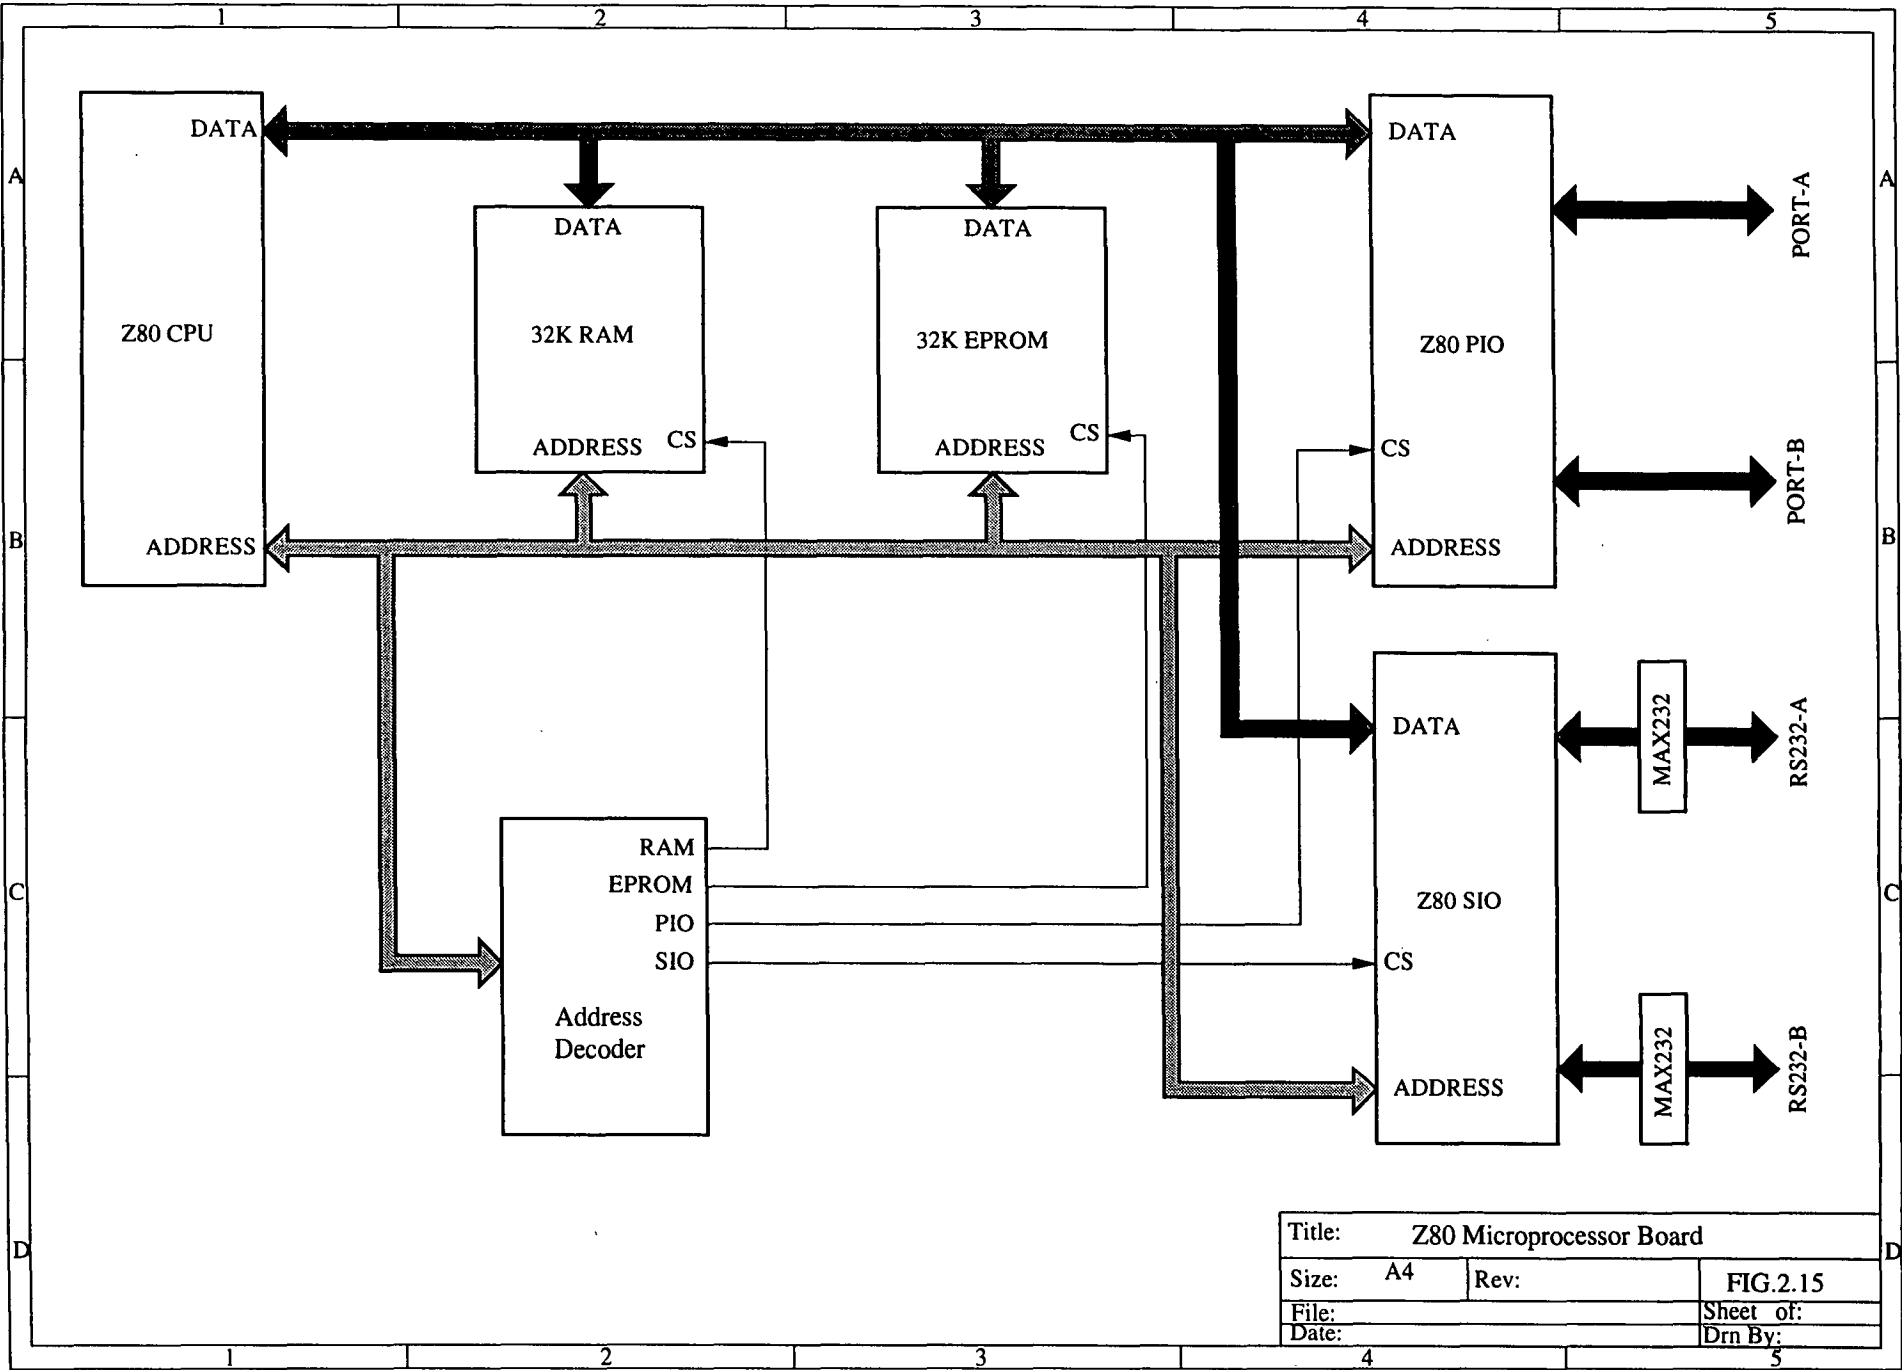 1 2 3 4 5
A
B
C
D
A
B
C
D
DATA
Z80 CPU
ADDRESS
DATA
32K RAM
ADDRESS
CS
DATA
32K EPROM
ADDRESS
CS
DATA
Z80 PIO
CS
ADDRESS
PORT-A
PORT-B
RAM
EPROM
PIO
SIO
Address
Decoder
DATA
Z80 SIO
CS
ADDRESS
MAX232
RS232-A
MAX232
RS232-B
Title: Z80 Microprocessor Board
Size: A4 Rev: FIG.2.15
File: Sheet of:
Date: Drn By:
1 2 3 4 5